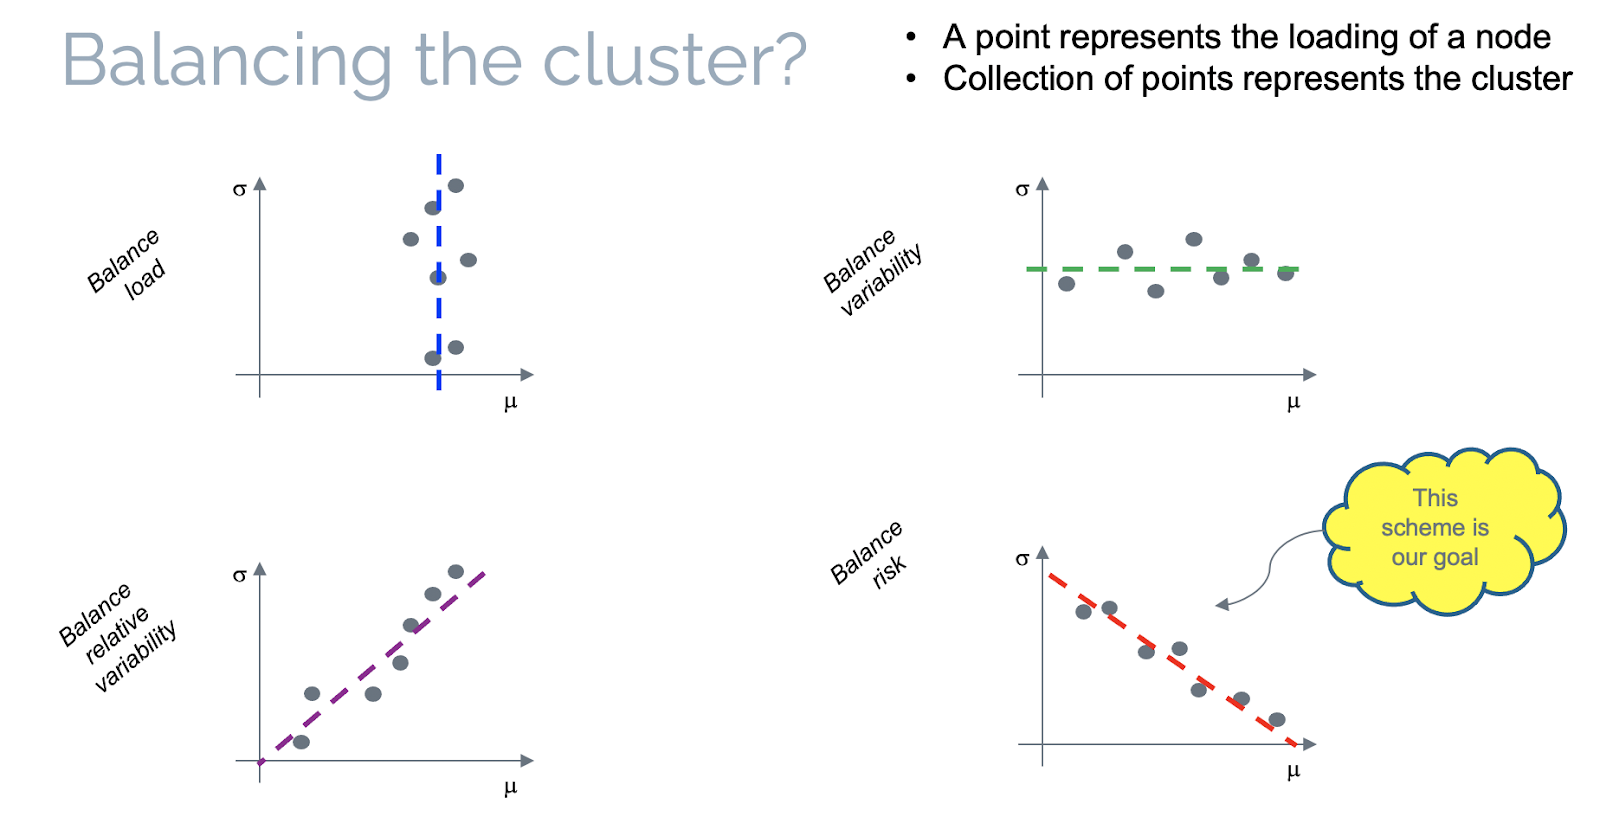 Balancing the cluster?
• A point represents the loading of a node
• Collection of points represents the cluster
σ
Balance
load
μ
σ
Balance
variability
μ
σ
Balance
relative
variability
μ
σ
Balance
risk
This
scheme is
our goal
μ